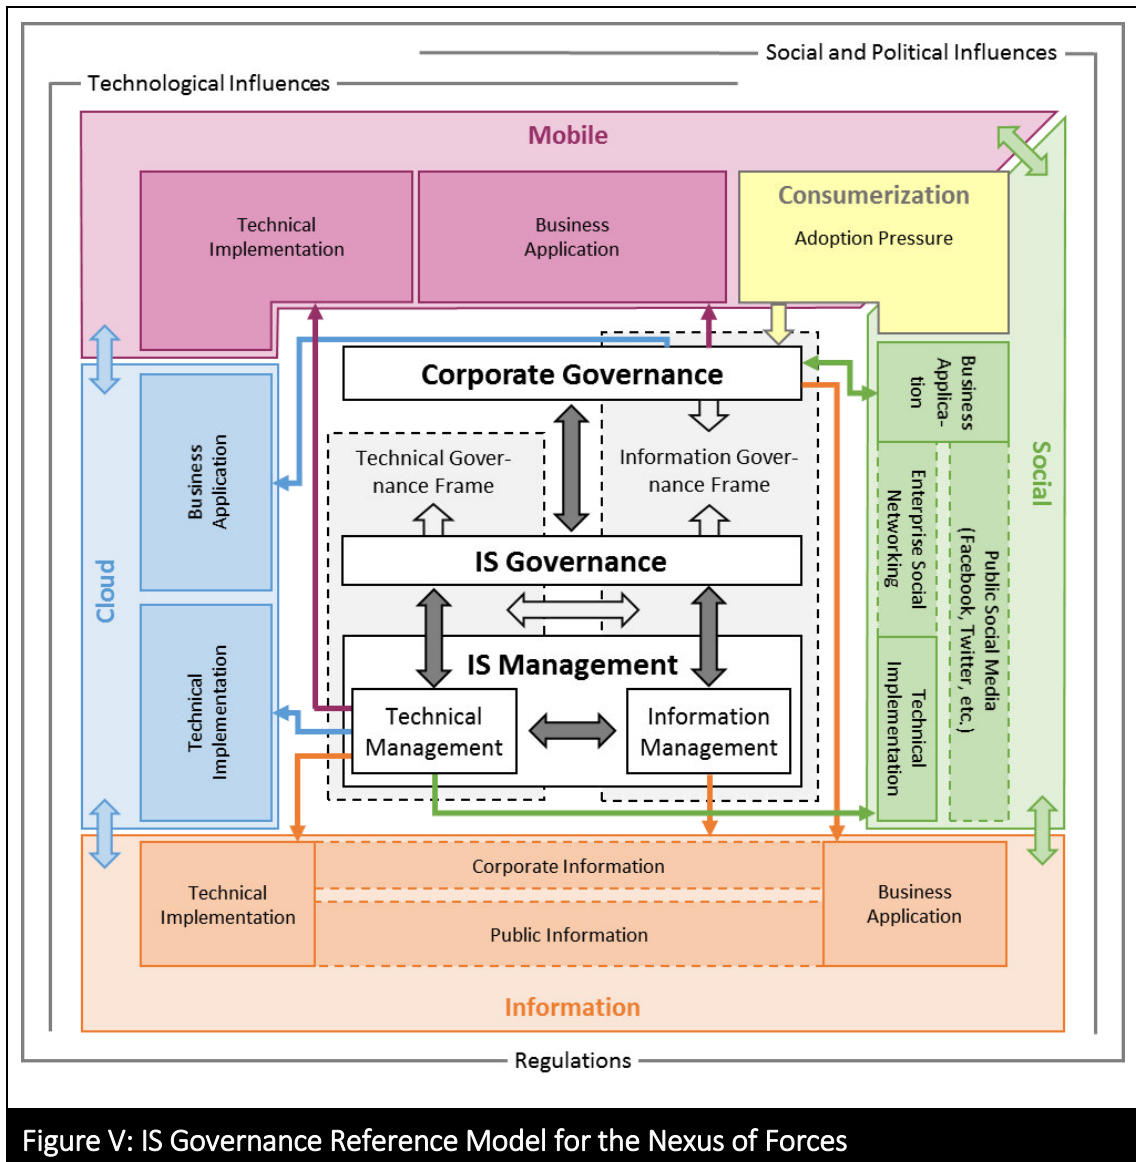 Social and Political Influences
Technological Influences
Mobile
Technical
Implementation
Business
Application
Consumerization
Adoption Pressure
Corporate Governance
Technical Gover-
nance Frame
Information Gover-
nance Frame
IS Governance
IS Management
Technical
Management
Information
Management
Cloud
Business
Application
Technical
Implementation
Social
Business
Applica-
tion
Enterprise Social
Networking
Public Social Media
(Facebook, Twitter, etc.)
Technical
Implementation
Technical
Implementation
Corporate Information
Public Information
Business
Application
Information
Regulations
Figure V: IS Governance Reference Model for the Nexus of Forces